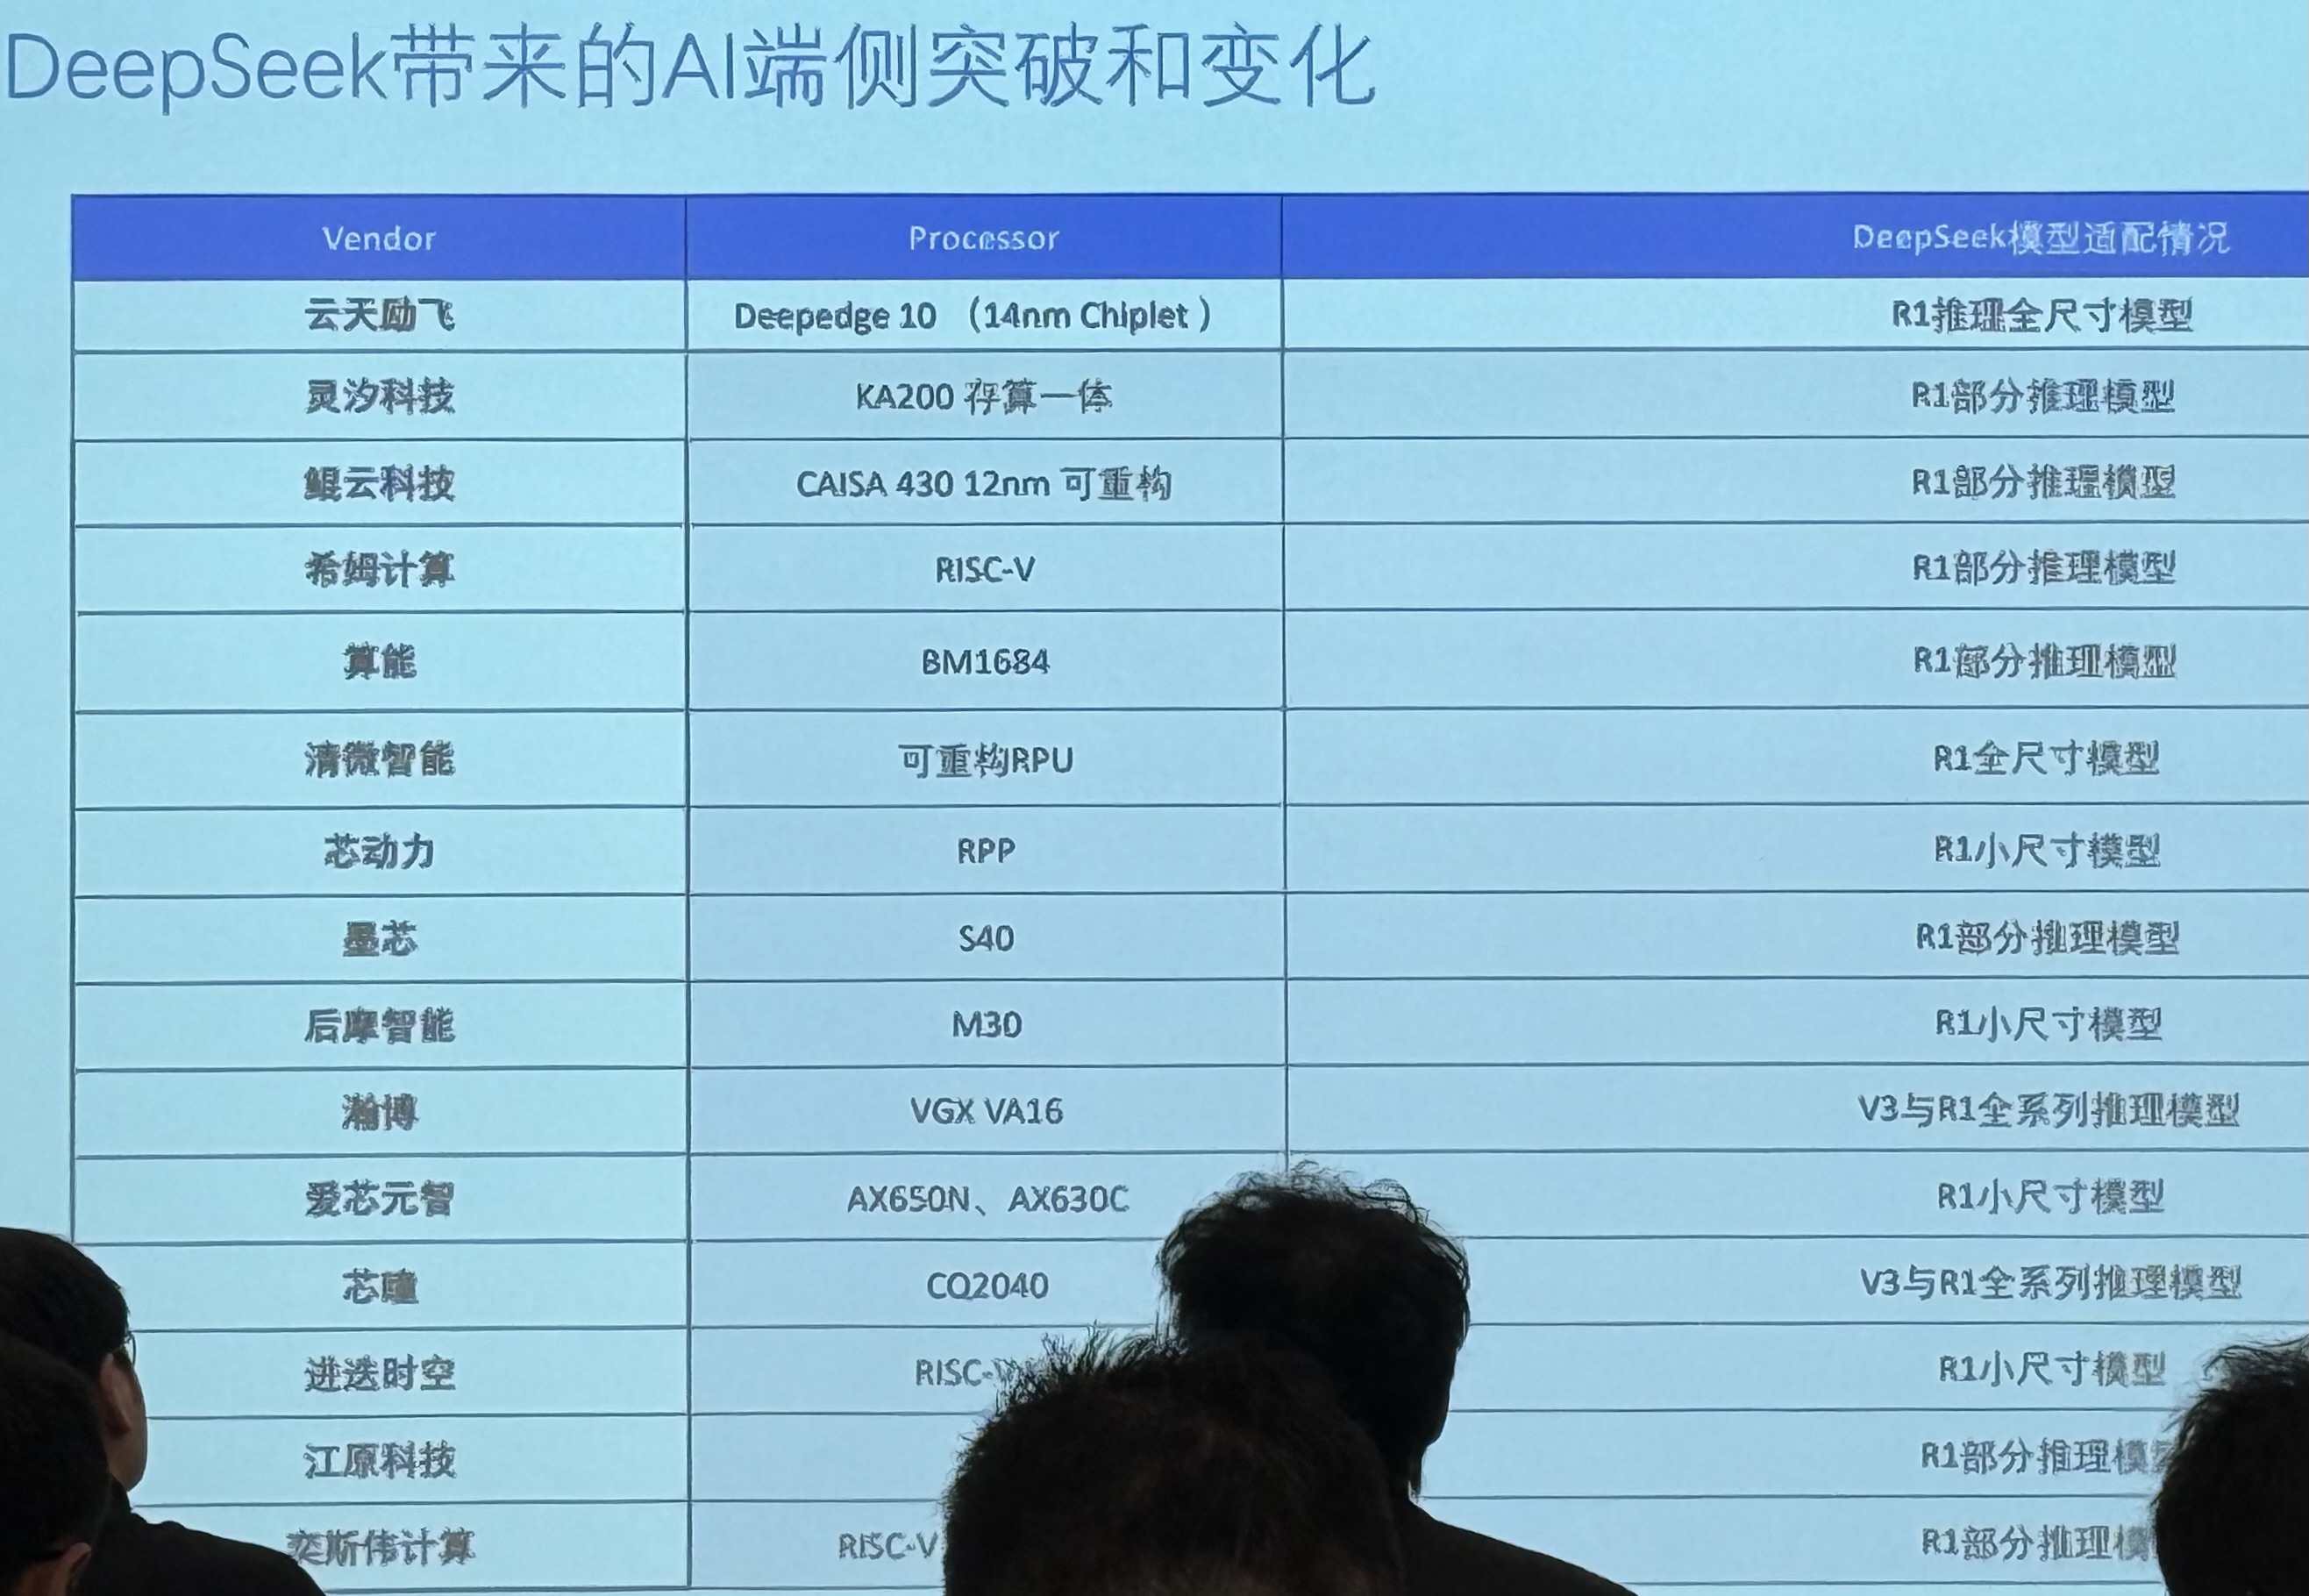 DeepSeek带来的AI端侧突破和变化
Vendor Processor DeepSeek模型适配情况
云天励飞 Deepedge 10 （14nm Chiplet ） R1推理全尺寸模型
灵汐科技 KA200 存算一体 R1部分推理模型
鲲云科技 CAISA 430 12nm 可重构 R1部分推理模型
希姆计算 RISC-V R1部分推理模型
算能 BM1684 R1部分推理模型
清微智能 可重构RPU R1全尺寸模型
芯动力 RPP R1小尺寸模型
墨芯 S40 R1部分推理模型
后摩智能 M30 R1小尺寸模型
瀚博 VGX VA16 V3与R1全系列推理模型
爱芯元智 AX650N、AX630C R1小尺寸模型
芯瞳 CQ2040 V3与R1全系列推理模型
进迭时空 RISC- R1小尺寸模型
江原科技 R1部分推理模
奕斯伟计算 RISC-V R1部分推理模